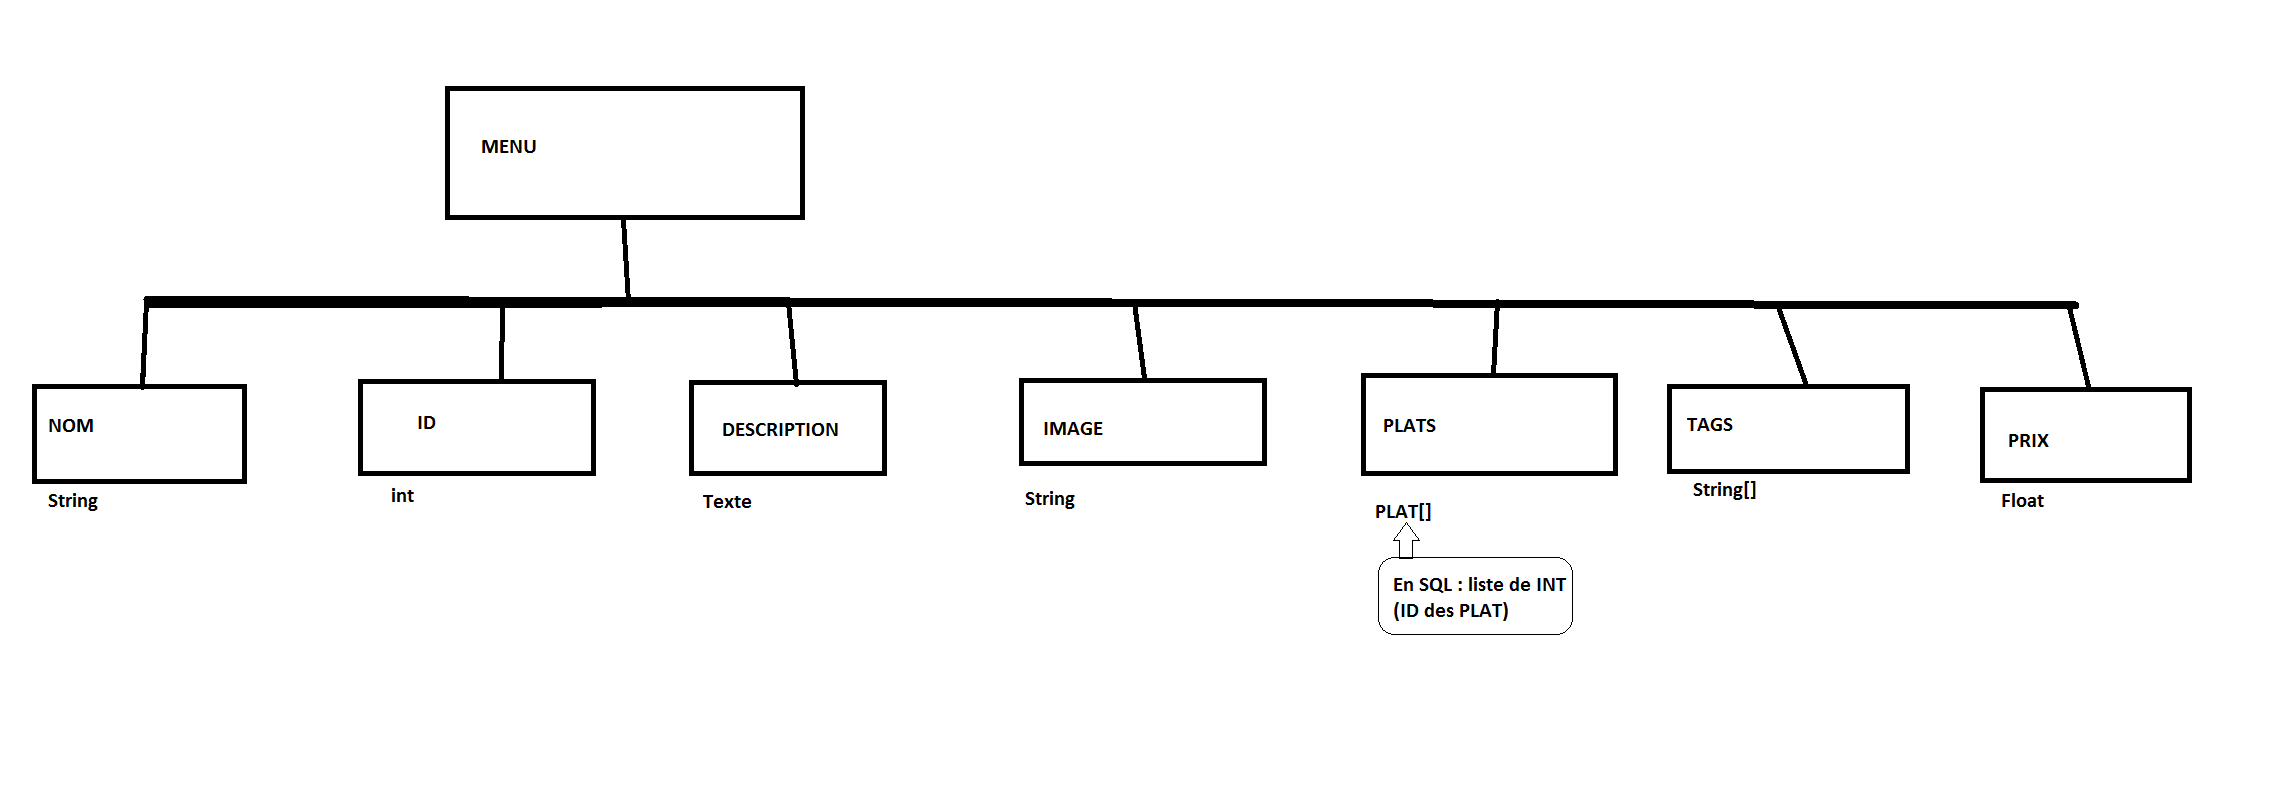 MENU
NOM
ID
DESCRIPTION
IMAGE
PLATS
TAGS
PRIX
String
int
Texte
String
PLAT[]
String[]
Float
En SQL : liste de INT
(ID des PLAT)